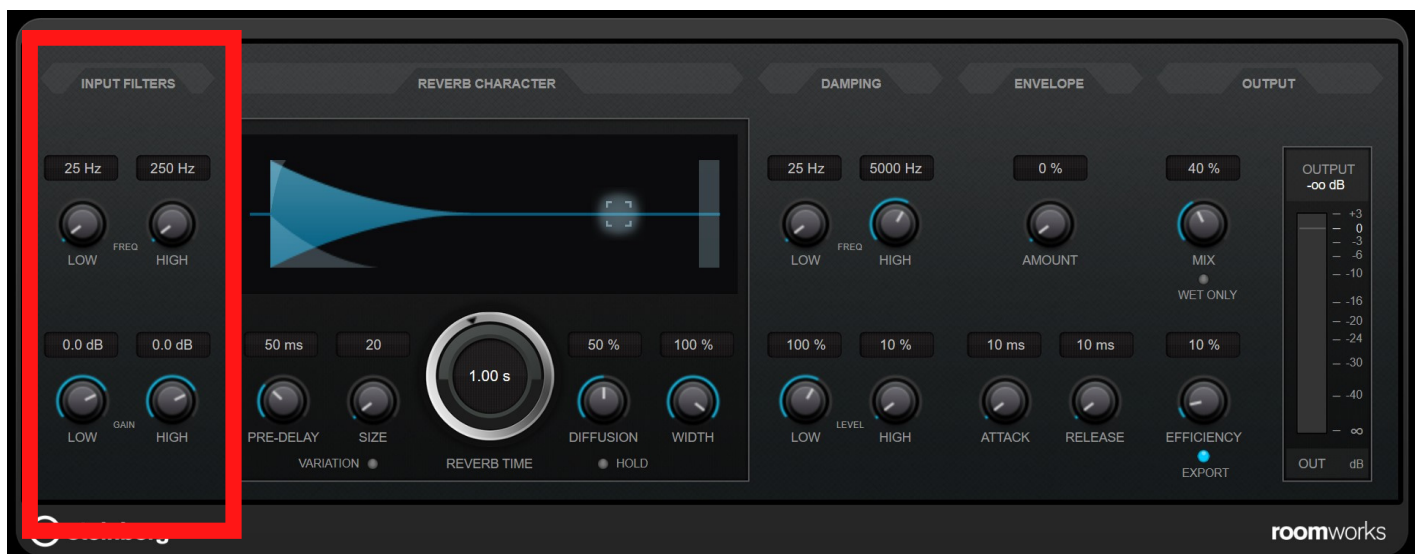 INPUT FILTERS
REVERB CHARACTER
DAMPING
ENVELOPE
OUTPUT
25 Hz 250 Hz
LOW FREQ HIGH
0.0 dB 0.0 dB
LOW GAIN HIGH
50 ms 20
1.00 s
50 % 100 %
PRE-DELAY SIZE
DIFFUSION WIDTH
VARIATION
REVERB TIME
HOLD
25 Hz 5000 Hz
LOW FREQ HIGH
100 % 10 %
LOW LEVEL HIGH
0 %
AMOUNT
10 ms 10 ms
ATTACK RELEASE
40 %
MIX
WET ONLY
10 %
EFFICIENCY
EXPORT
OUTPUT
-oo dB
+3
0
-3
-6
-10
-16
-20
-24
-30
-40
∞
OUT dB
roomworks